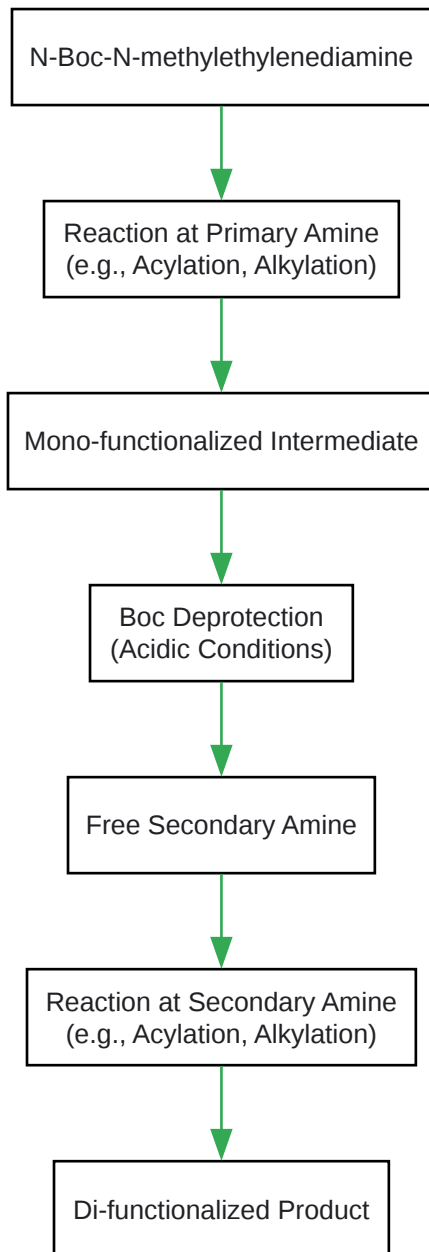 N-Boc-N-methylethylenediamine
Reaction at Primary Amine
(e.g., Acylation, Alkylation)
Mono-functionalized Intermediate
Boc Deprotection
(Acidic Conditions)
Free Secondary Amine
Reaction at Secondary Amine
(e.g., Acylation, Alkylation)
Di-functionalized Product